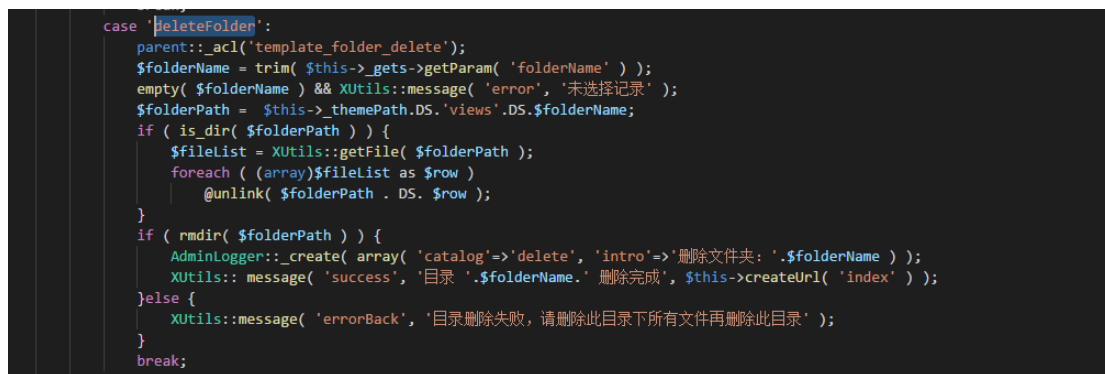 case 'deleteFolder':
parent::_acl('template_folder_delete');
$folderName = trim( $this->_gets->getParam( 'folderName' ) );
empty( $folderName ) && XUtils::message( 'error', '未选择记录' );
$folderPath =  $this->_themePath.DS.'views'.DS.$folderName;
if ( is_dir( $folderPath ) ) {
$fileList = XUtils::getFile( $folderPath );
foreach ( (array)$fileList as $row )
@unlink( $folderPath . DS. $row );
}
if ( rmdir( $folderPath ) ) {
AdminLogger::_create( array( 'catalog'=>'delete', 'intro'=>'删除文件夹: '.$folderName ) );
XUtils:: message( 'success', '目录 '.$folderName.' 删除完成', $this->createUrl( 'index' ) );
}else {
XUtils::message( 'errorBack', '目录删除失败，请删除此目录下所有文件再删除此目录' );
}
break;